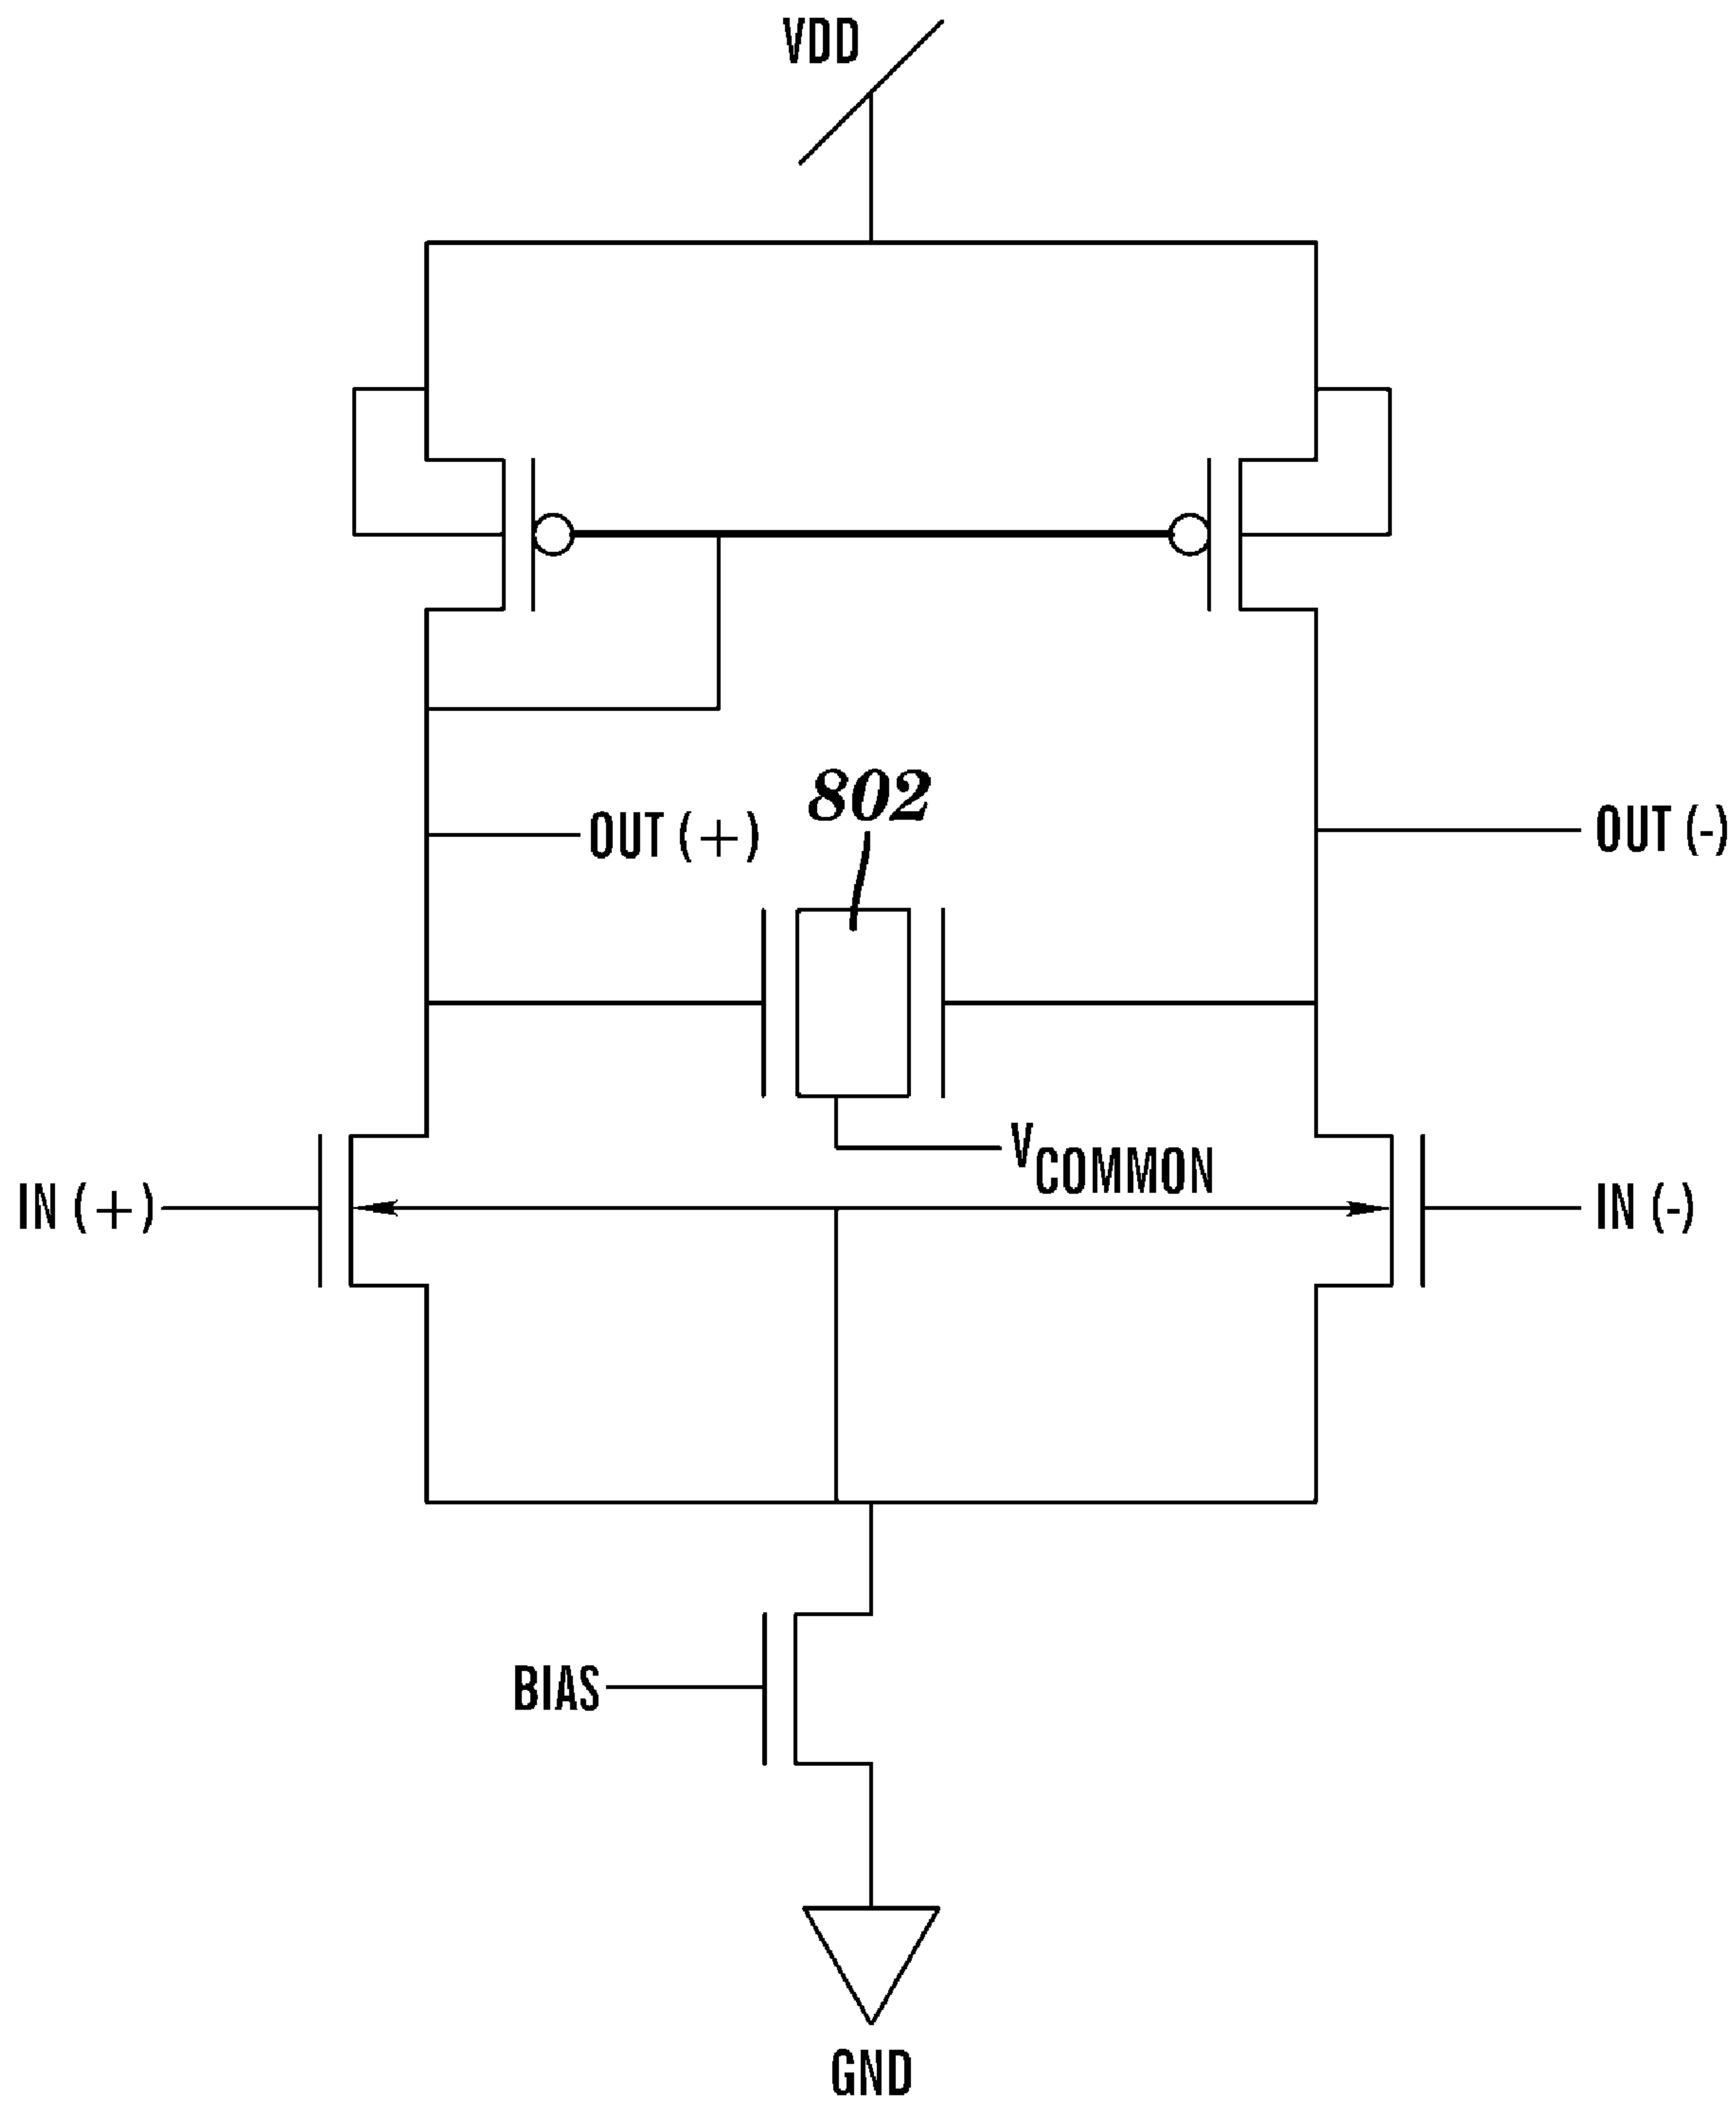 VDD
802
OUT (+)
OUT (-)
VCOMMON
IN (+)
IN (-)
BIAS
GND